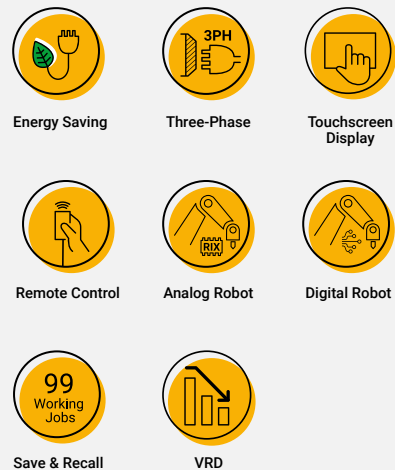 3PH
Energy Saving
Three-Phase
Touchscreen
Display
RIX
Remote Control
Analog Robot
Digital Robot
99
Working
Jobs
Save & Recall
VRD